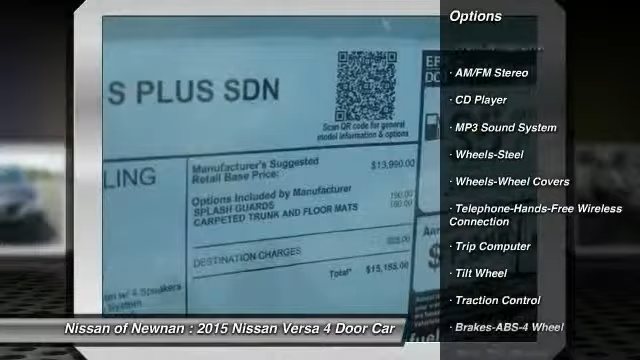 S PLUS SDN
Scan QR code for general
model information & options
LING
Manufacturer's Suggested
Retail Base Price:
$13,990.00
Options Included by Manufacturer
SPLASH GUARDS
CARPETED TRUNK AND FLOOR MATS
DESTINATION CHARGES
Total*
$15,155.00
w/ 4 Speakers
System
Options
· AM/FM Stereo
· CD Player
· MP3 Sound System
· Wheels-Steel
· Wheels-Wheel Covers
· Telephone-Hands-Free Wireless
Connection
· Trip Computer
· Tilt Wheel
· Traction Control
· Brakes-ABS-4 Wheel
Nissan of Newnan : 2015 Nissan Versa 4 Door Car